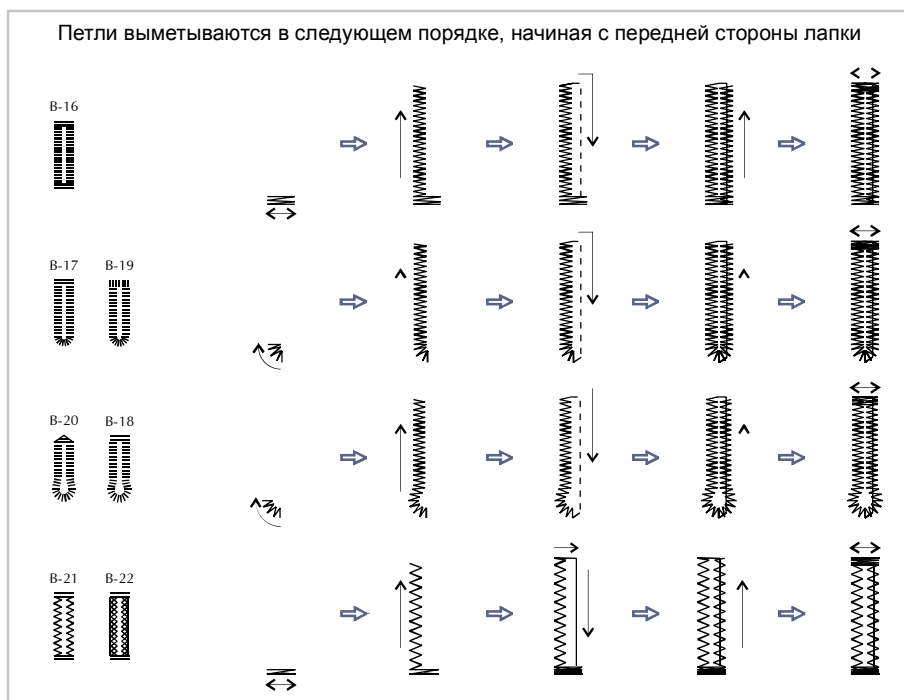 Петли выметываются в следующем порядке, начиная с передней стороны лапки
B-16
B-17 B-19
B-20 B-18
B-21 B-22